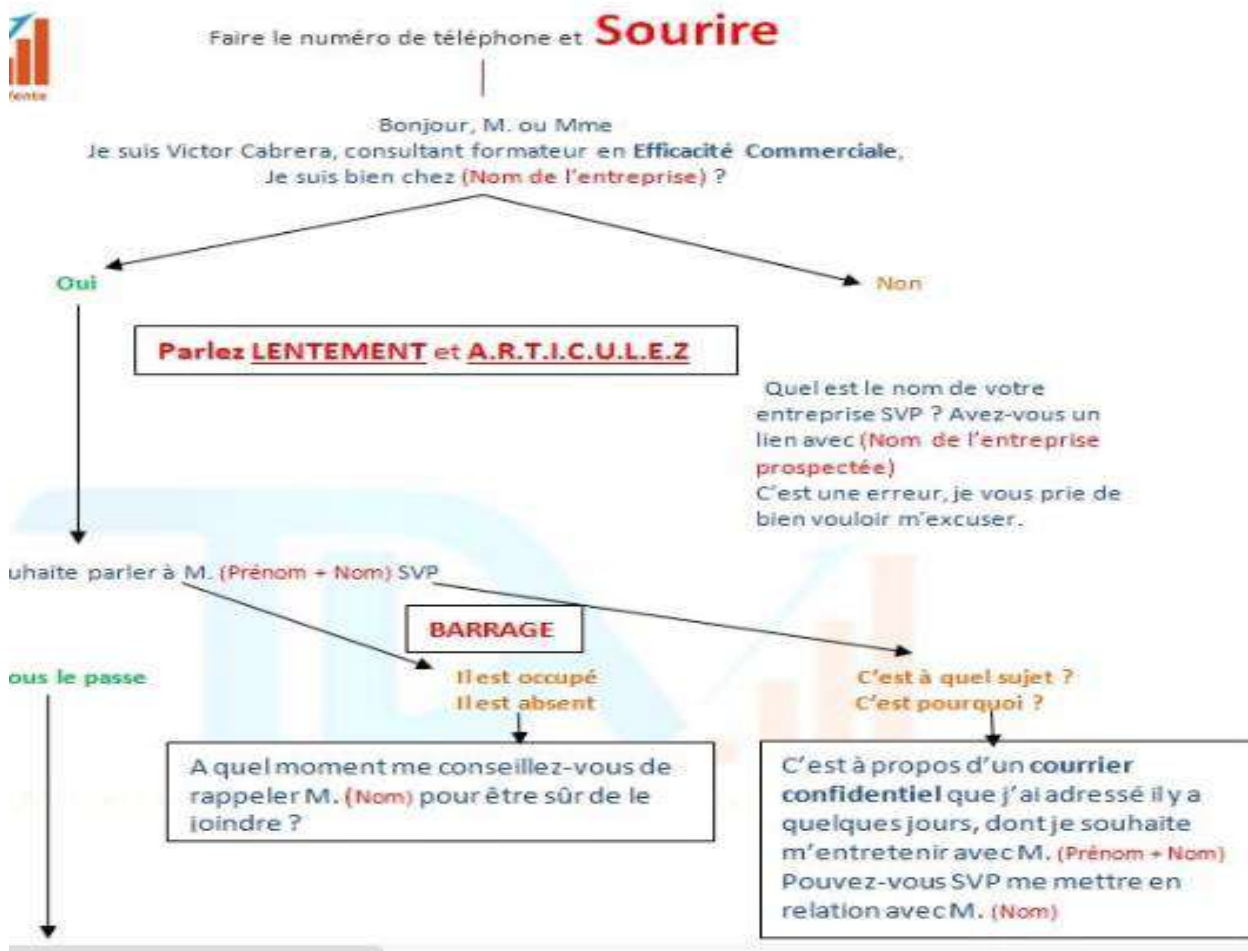 Faire le numéro de téléphone et Sourire
Vente
Bonjour, M. ou Mme
Je suis Victor Cabrera, consultant formateur en Efficacité Commerciale,
Je suis bien chez (Nom de l'entreprise) ?
Oui
Non
Parlez LENTEMENT et A.R.T.I.C.U.L.E.Z
Quel est le nom de votre
entreprise SVP ? Avez-vous un
lien avec (Nom de l'entreprise
prospectée)
C'est une erreur, je vous prie de
bien vouloir m'excuser.
uhaite parler à M. (Prénom + Nom) SVP
BARRAGE
ous le passe
Il est occupé
Il est absent
C'est à quel sujet ?
C'est pourquoi ?
A quel moment me conseillez-vous de
rappeler M. (Nom) pour être sûr de le
joindre ?
C'est à propos d'un courrier
confidentiel que j'ai adressé il y a
quelques jours, dont je souhaite
m'entretenir avec M. (Prénom + Nom)
Pouvez-vous SVP me mettre en
relation avec M. (Nom)